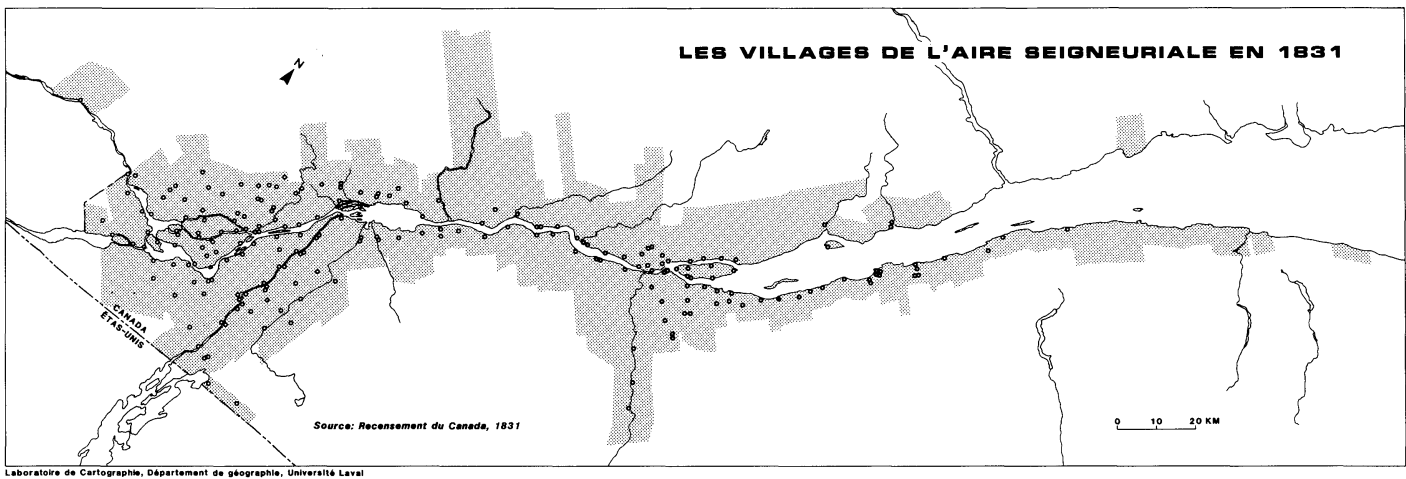 LES VILLAGES DE L'AIRE SEIGNEURIALE EN 1831
N
CANADA
ÉTAS-UNIS
Source: Recensement du Canada, 1831
0 10 20 KM
Laboratoire de Cartographie, Département de géographie, Université Laval